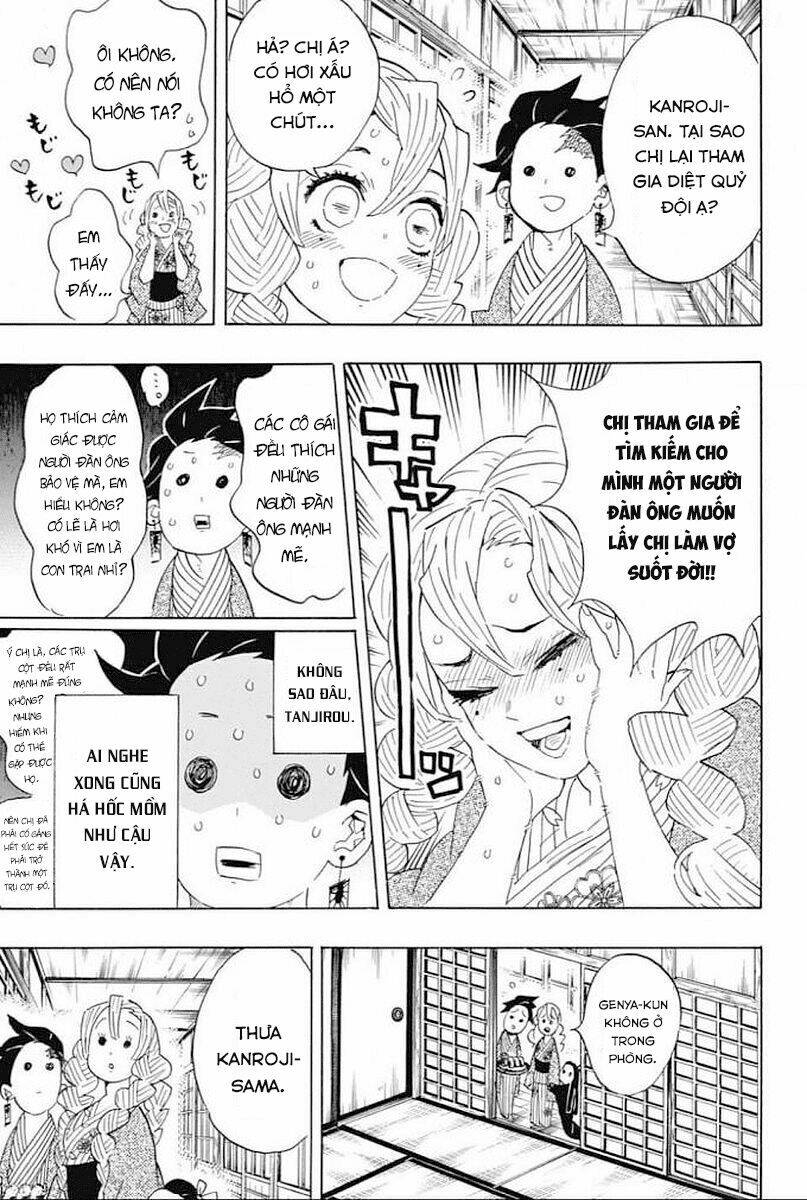 KANROJI-
SAN. TẠI SAO
CHỊ LẠI THAM
GIA DIỆT QUỶ
ĐỘI Ạ?
HẢ? CHỊ Á?
CÓ HƠI XẤU
HỔ MỘT
CHÚT...
ÔI KHÔNG.
CÓ NÊN NÓI
KHÔNG TA?
もじ
もじ
もじ
もじ
EM
THẤY
ĐẤY...
CHỊ THAM GIA ĐỂ
TÌM KIẾM CHO
MÌNH MỘT NGƯỜI
ĐÀN ÔNG MUỐN
LẤY CHỊ LÀM VỢ
SUỐT ĐỜI!!
キャー
CÁC CÔ GÁI
ĐỀU THÍCH
NHỮNG
NGƯỜI ĐÀN
ÔNG MẠNH
MẼ.
...
HỌ THÍCH CẢM
GIÁC ĐƯỢC
NGƯỜI ĐÀN ÔNG
BẢO VỆ MÀ, EM
HIỂU KHÔNG?
CÓ LẼ LÀ HƠI
KHÓ VÌ EM LÀ
CON TRAI NHỈ?
KHÔNG
SAO ĐÂU,
TANJIROU.
AI NGHE
XONG CŨNG
HÁ HỐC MỒM
NHƯ CẬU
VẬY.
Ý CHỊ LÀ, CÁC TRỤ
CỘT ĐỀU RẤT
MẠNH MẼ ĐÚNG
KHÔNG?
NHƯNG
HIẾM KHI
CÓ THỂ
GẶP ĐƯỢC
HỌ.
NÊN CHỊ ĐÃ
PHẢI CỐ GẮNG
HẾT SỨC ĐỂ
PHẢI TRỞ
THÀNH MỘT
TRỤ CỘT ĐÓ.
GENYA-KUN
KHÔNG Ở
TRONG
PHÒNG.
THƯA
KANROJI-
SAMA.